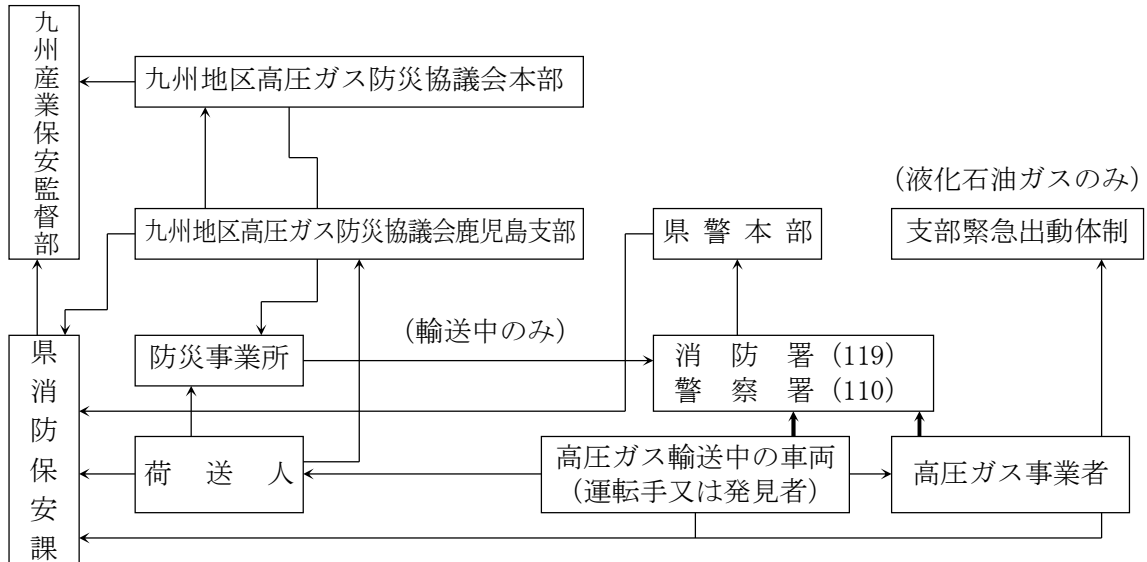 九州産業保安監督部
九州地区高圧ガス防災協議会本部
(液化石油ガスのみ)
九州地区高圧ガス防災協議会鹿児島支部
県警本部
支部緊急出動体制
(輸送中のみ)
県消防保安課
防災事業所
消防署(119)
警察署(110)
荷送人
高圧ガス輸送中の車両
(運転手又は発見者)
高圧ガス事業者